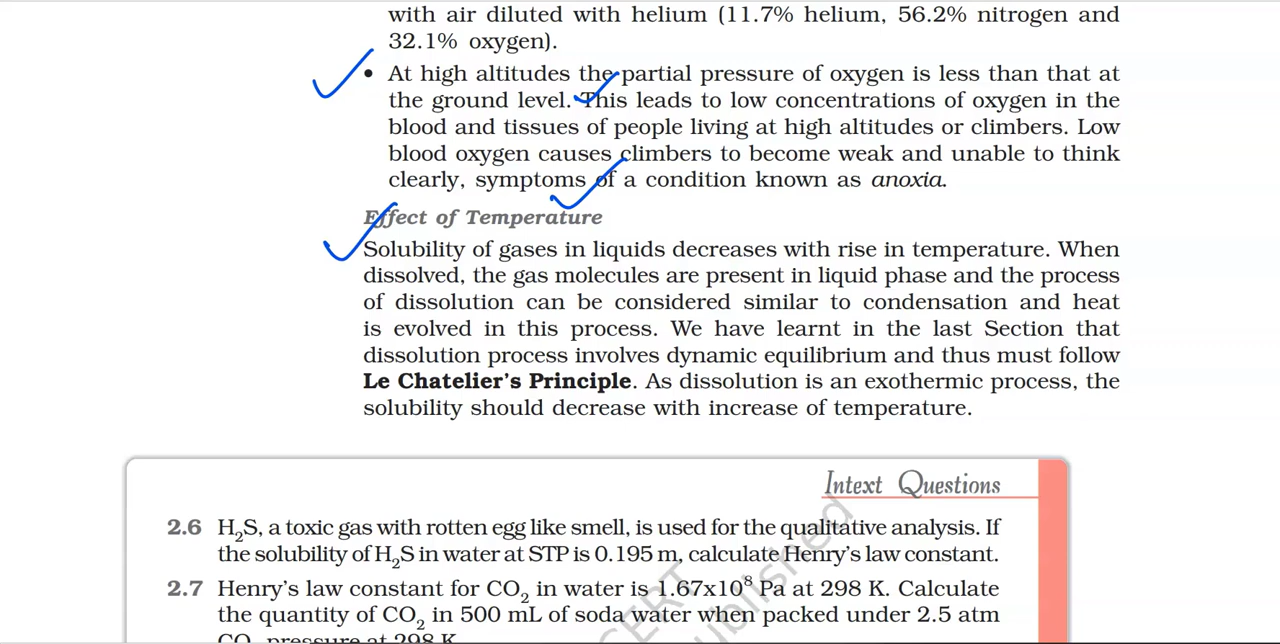 with air diluted with helium (11.7% helium, 56.2% nitrogen and
32.1% oxygen).
• At high altitudes the partial pressure of oxygen is less than that at
the ground level. This leads to low concentrations of oxygen in the
blood and tissues of people living at high altitudes or climbers. Low
blood oxygen causes climbers to become weak and unable to think
clearly, symptoms of a condition known as anoxia.
Effect of Temperature
Solubility of gases in liquids decreases with rise in temperature. When
dissolved, the gas molecules are present in liquid phase and the process
of dissolution can be considered similar to condensation and heat
is evolved in this process. We have learnt in the last Section that
dissolution process involves dynamic equilibrium and thus must follow
Le Chatelier's Principle. As dissolution is an exothermic process, the
solubility should decrease with increase of temperature.
Intext Questions
2.6 H₂S, a toxic gas with rotten egg like smell, is used for the qualitative analysis. If
the solubility of H₂S in water at STP is 0.195 m, calculate Henry's law constant.
2.7 Henry's law constant for CO₂ in water is 1.67x10⁸ Pa at 298 K. Calculate
the quantity of CO₂ in 500 mL of soda water when packed under 2.5 atm
CO₂ pressure at 298 K.